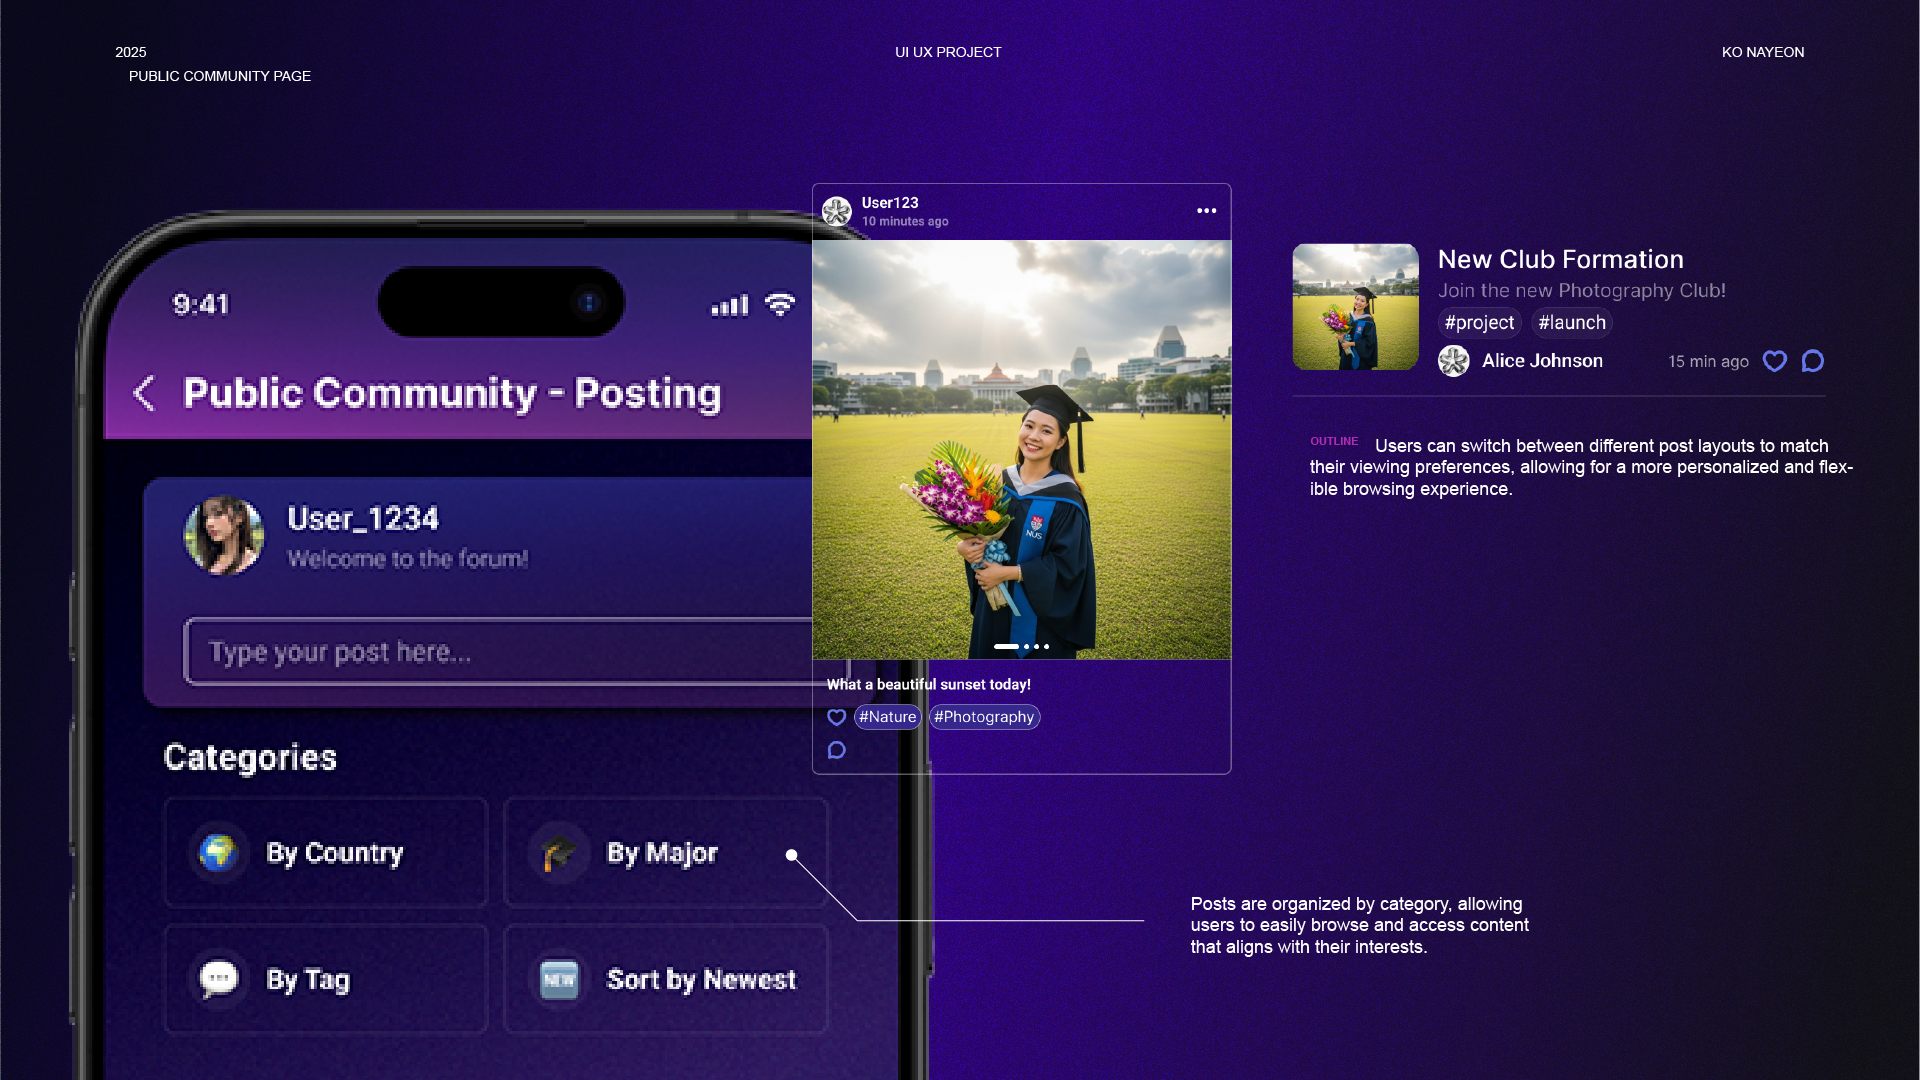 2025
PUBLIC COMMUNITY PAGE
UI UX PROJECT
KO NAYEON
9:41
Public Community - Posting
User_1234
Welcome to the forum!
Type your post here...
Categories
By Country
By Major
By Tag
NEW
Sort by Newest
User123
10 minutes ago
NUS
What a beautiful sunset today!
#Nature #Photography
New Club Formation
Join the new Photography Club!
#project #launch
Alice Johnson 15 min ago
OUTLINE Users can switch between different post layouts to match
their viewing preferences, allowing for a more personalized and flex-
ible browsing experience.
Posts are organized by category, allowing
users to easily browse and access content
that aligns with their interests.